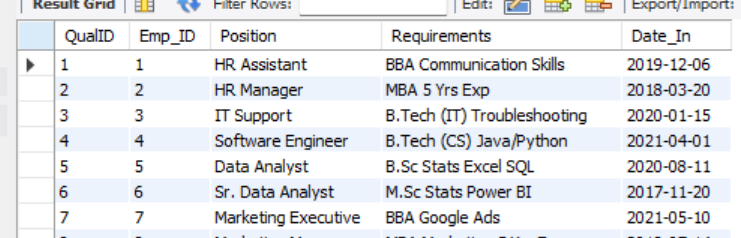 Result Grid Filter Rows: Edit: Export/Import:
QualID Emp_ID Position Requirements Date_In
1 1 HR Assistant BBA Communication Skills 2019-12-06
2 2 HR Manager MBA 5 Yrs Exp 2018-03-20
3 3 IT Support B.Tech (IT) Troubleshooting 2020-01-15
4 4 Software Engineer B.Tech (CS) Java/Python 2021-04-01
5 5 Data Analyst B.Sc Stats Excel SQL 2020-08-11
6 6 Sr. Data Analyst M.Sc Stats Power BI 2017-11-20
7 7 Marketing Executive BBA Google Ads 2021-05-10